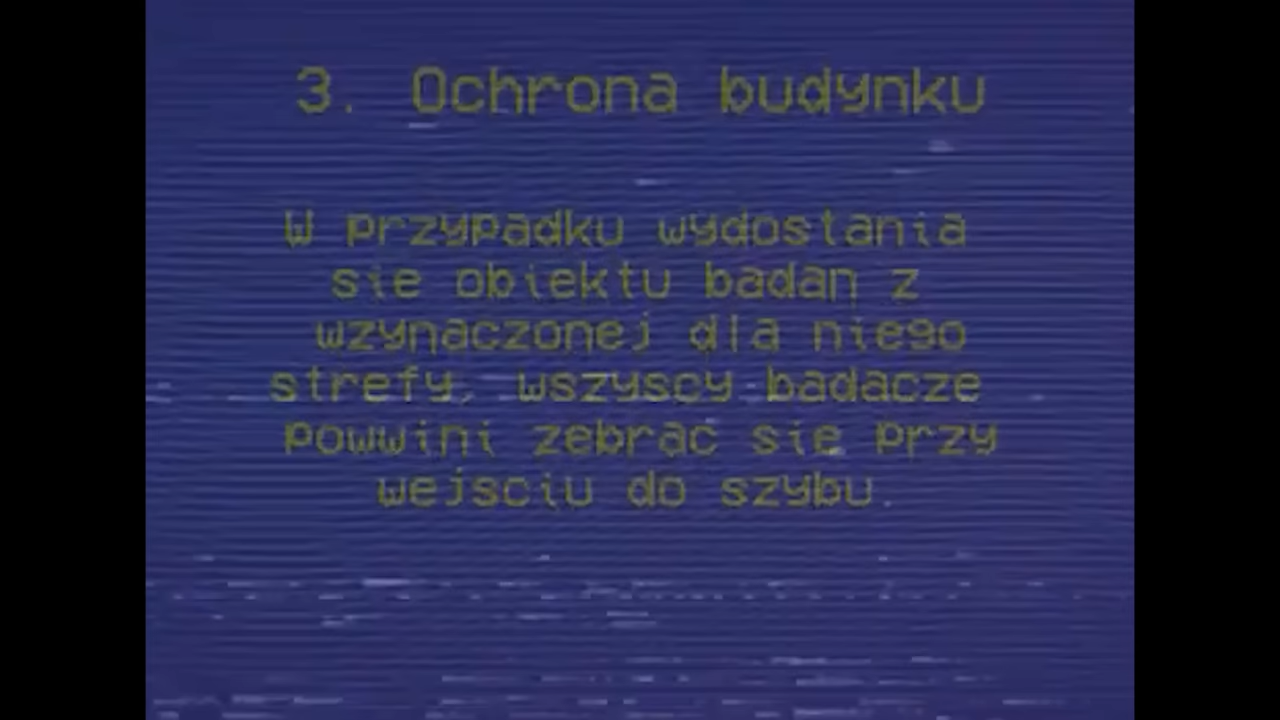 3. Ochrona budynku
W przypadku wydostania
sie obiektu badan z
wzynaczonej dla niego
strefy, wszyscy badacze
powwini zebrac sie przy
wejsciu do szybu.